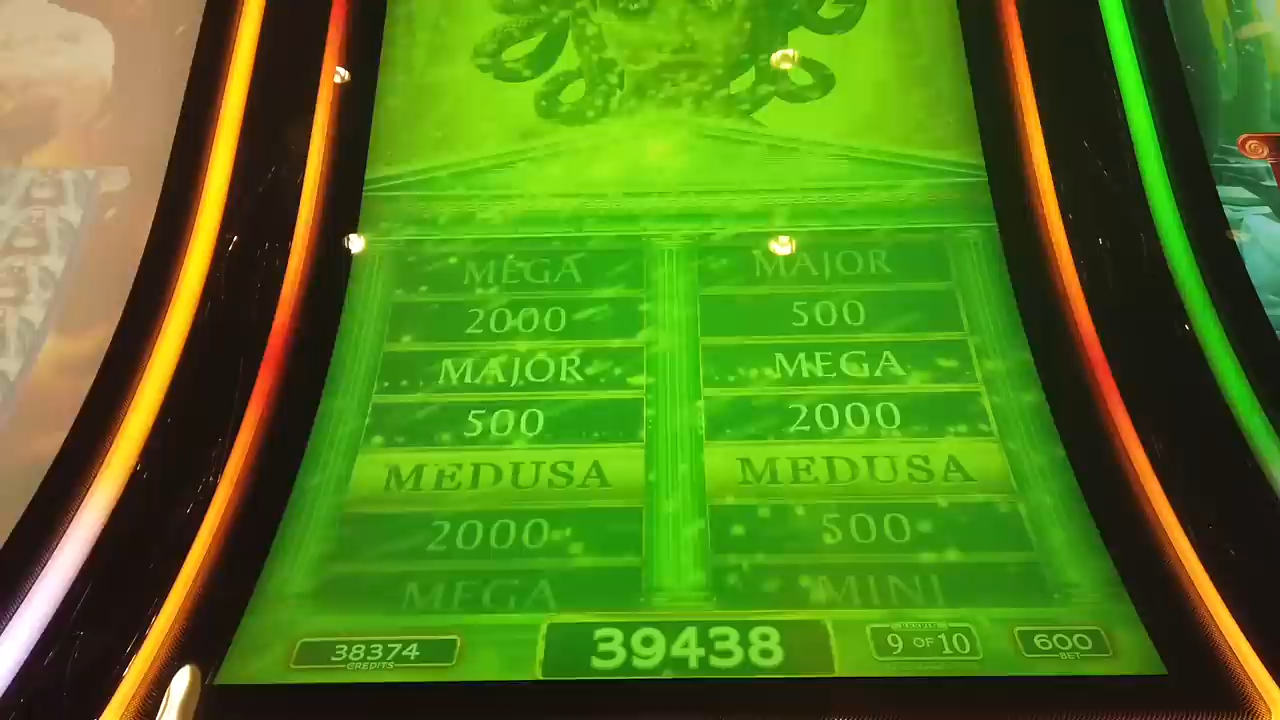 MEGA
2000
MAJOR
500
MEDUSA
2000
MEGA
MAJOR
500
MEGA
2000
MEDUSA
500
MINI
38374
CREDITS
39438
9 OF 10
600
BET